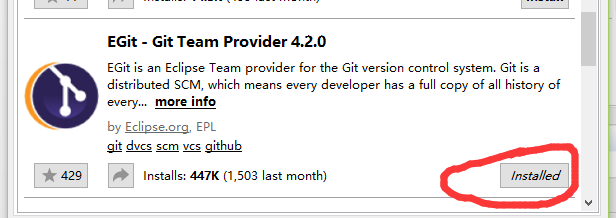 EGit - Git Team Provider 4.2.0
EGit is an Eclipse Team provider for the Git version control system. Git is a
distributed SCM, which means every developer has a full copy of all history of
every... more info
by Eclipse.org, EPL
git dvcs scm vcs github
429 Installs: 447K (1,503 last month) Installed